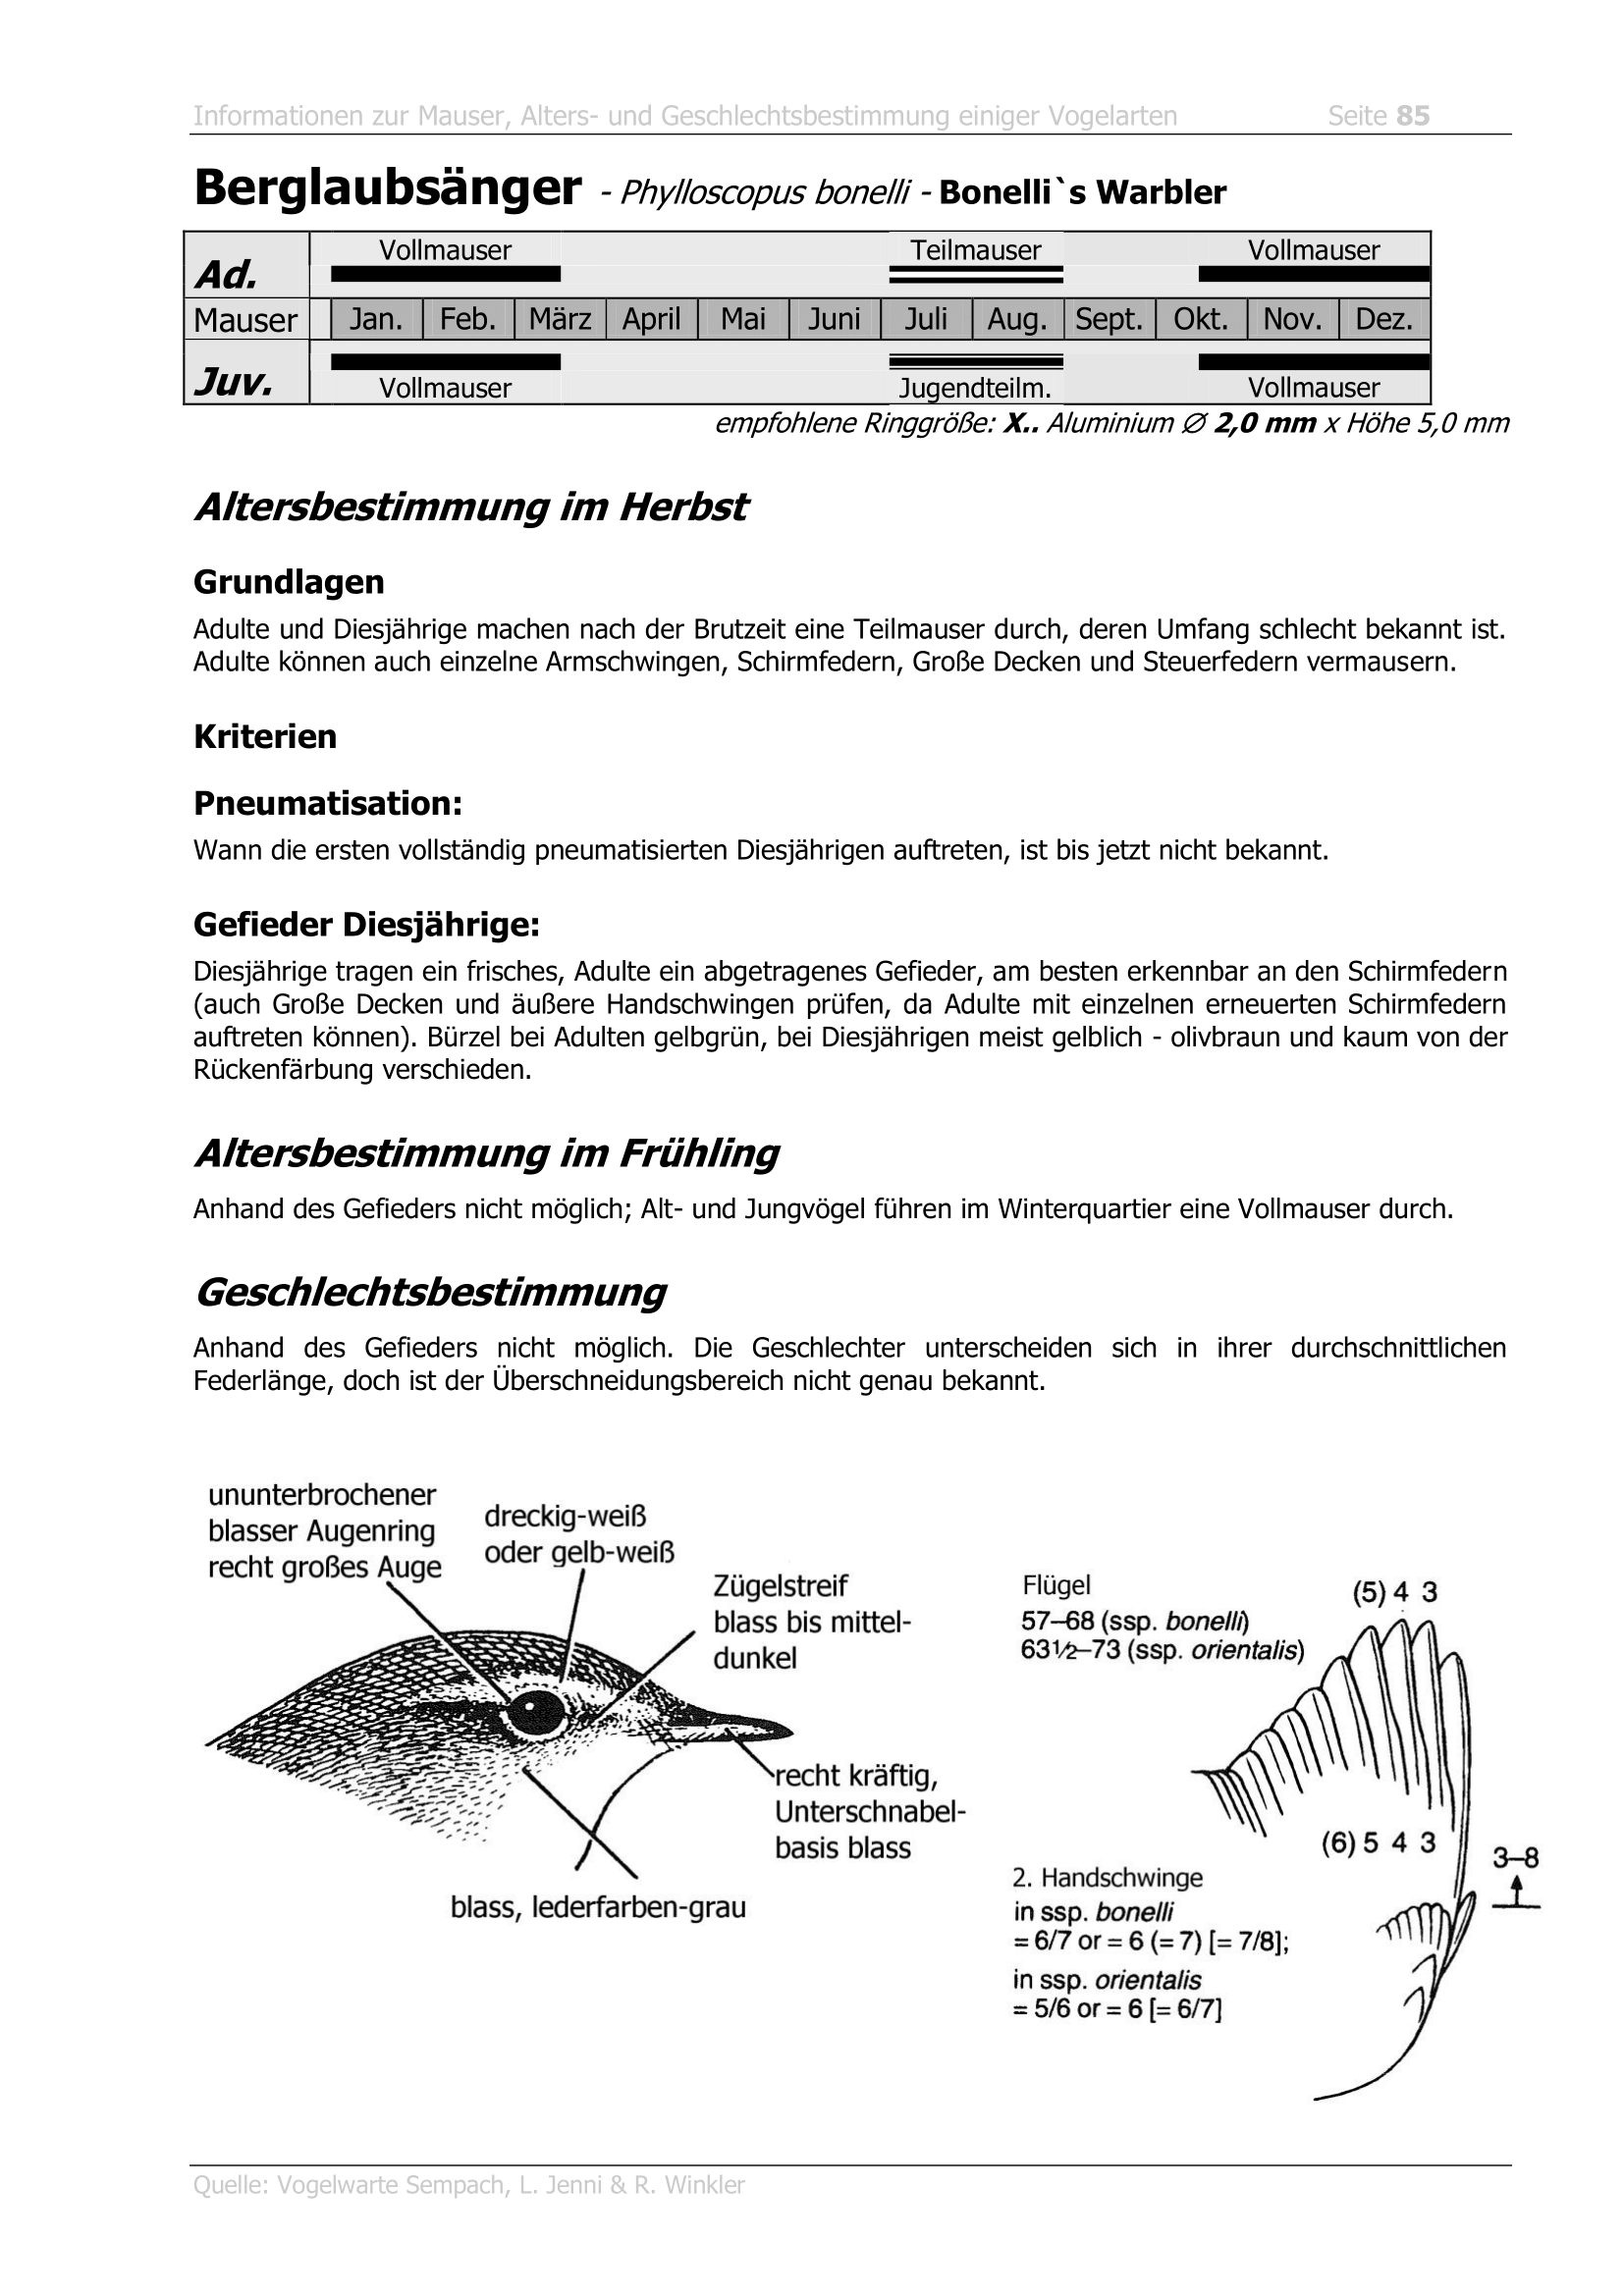 Informationen zur Mauser, Alters- und Geschlechtsbestimmung einiger Vogelarten Seite 85
Berglaubsänger - Phylloscopus bonelli - Bonelli`s Warbler
Ad. Vollmauser Teilmauser Vollmauser
Mauser Jan. Feb. März April Mai Juni Juli Aug. Sept. Okt. Nov. Dez.
Juv. Vollmauser Jugendteilm. Vollmauser
empfohlene Ringgröße: X.. Aluminium ∅ 2,0 mm x Höhe 5,0 mm
Altersbestimmung im Herbst
Grundlagen
Adulte und Diesjährige machen nach der Brutzeit eine Teilmauser durch, deren Umfang schlecht bekannt ist.
Adulte können auch einzelne Armschwingen, Schirmfedern, Große Decken und Steuerfedern vermausern.
Kriterien
Pneumatisation:
Wann die ersten vollständig pneumatisierten Diesjährigen auftreten, ist bis jetzt nicht bekannt.
Gefieder Diesjährige:
Diesjährige tragen ein frisches, Adulte ein abgetragenes Gefieder, am besten erkennbar an den Schirmfedern
(auch Große Decken und äußere Handschwingen prüfen, da Adulte mit einzelnen erneuerten Schirmfedern
auftreten können). Bürzel bei Adulten gelbgrün, bei Diesjährigen meist gelblich - olivbraun und kaum von der
Rückenfärbung verschieden.
Altersbestimmung im Frühling
Anhand des Gefieders nicht möglich; Alt- und Jungvögel führen im Winterquartier eine Vollmauser durch.
Geschlechtsbestimmung
Anhand des Gefieders nicht möglich. Die Geschlechter unterscheiden sich in ihrer durchschnittlichen
Federlänge, doch ist der Überschneidungsbereich nicht genau bekannt.
ununterbrochener
blasser Augenring
recht großes Auge
dreckig-weiß
oder gelb-weiß
Zügelstreif
blass bis mittel-
dunkel
recht kräftig,
Unterschnabel-
basis blass
blass, lederfarben-grau
Flügel
57–68 (ssp. bonelli)
63½–73 (ssp. orientalis)
(5) 4 3
(6) 5 4 3
3–8
2. Handschwinge
in ssp. bonelli
= 6/7 or = 6 (= 7) [= 7/8];
in ssp. orientalis
= 5/6 or = 6 [= 6/7]
Quelle: Vogelwarte Sempach, L. Jenni & R. Winkler